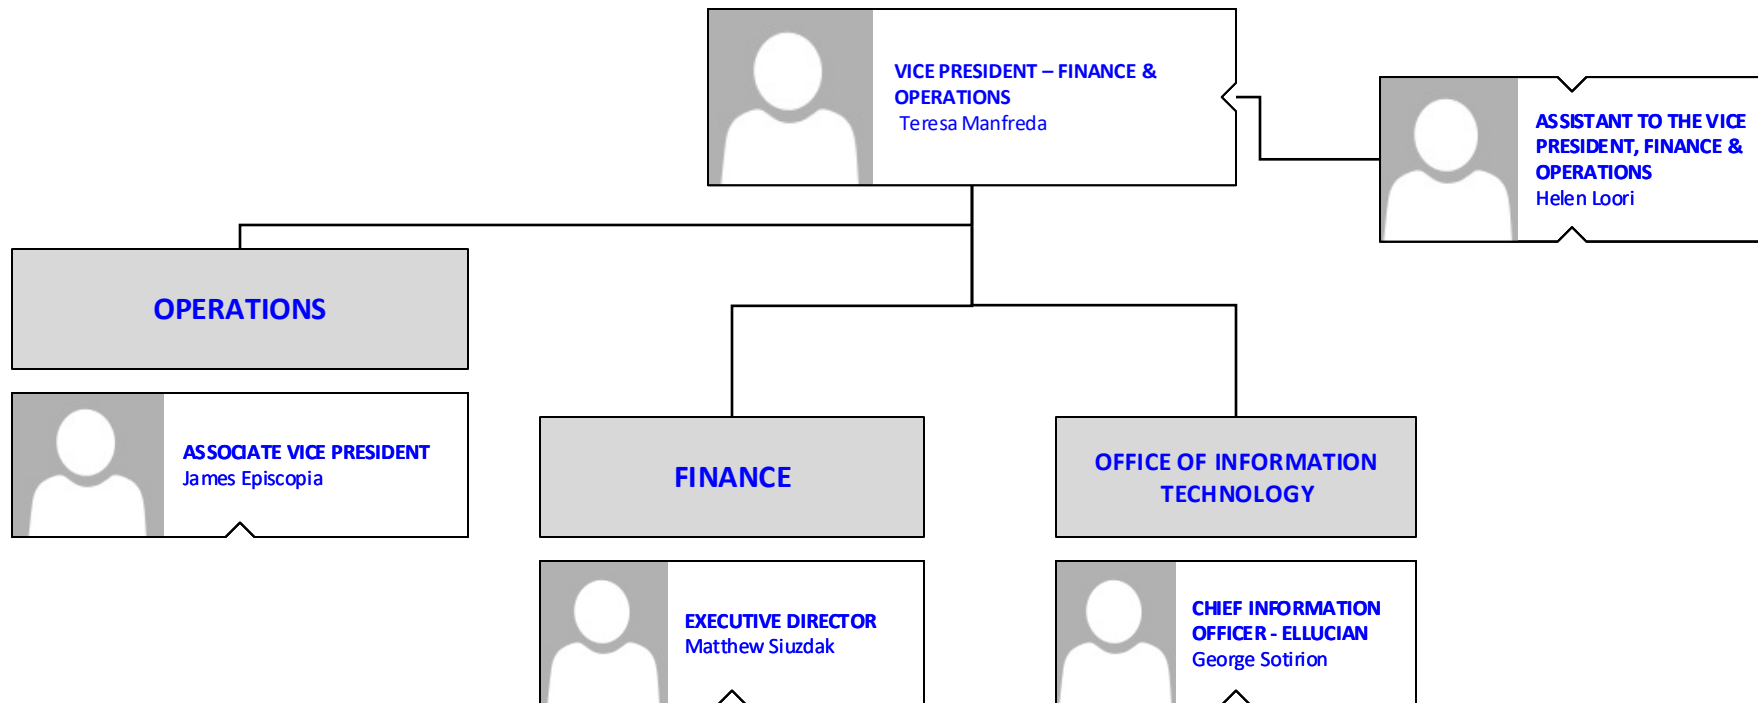 VICE PRESIDENT – FINANCE &
OPERATIONS
Teresa Manfreda
ASSISTANT TO THE VICE
PRESIDENT, FINANCE &
OPERATIONS
Helen Loori
OPERATIONS
ASSOCIATE VICE PRESIDENT
James Episcopia
FINANCE
EXECUTIVE DIRECTOR
Matthew Siuzdak
OFFICE OF INFORMATION
TECHNOLOGY
CHIEF INFORMATION
OFFICER - ELLUCIAN
George Sotirion